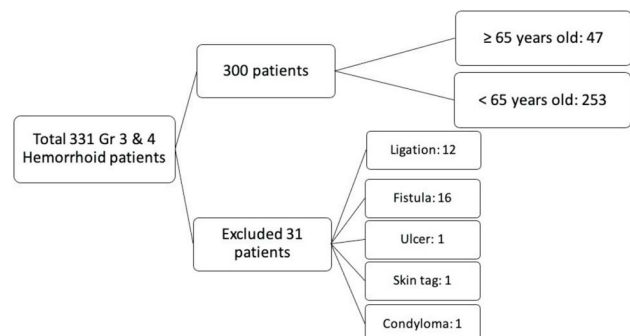 Total 331 Gr 3 & 4
Hemorrhoid patients
300 patients
≥ 65 years old: 47
< 65 years old: 253
Excluded 31
patients
Ligation: 12
Fistula: 16
Ulcer: 1
Skin tag: 1
Condyloma: 1